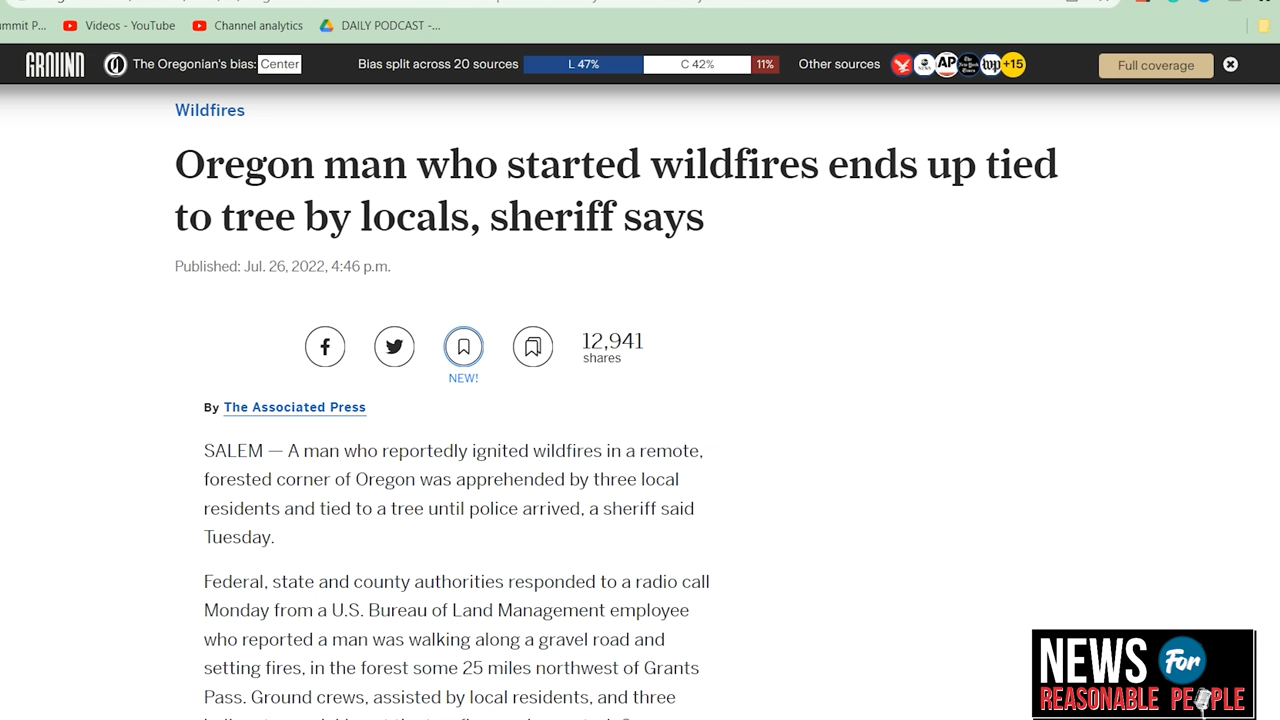 ummit P...
Videos - YouTube
Channel analytics
DAILY PODCAST -...
GROUND
The Oregonian's bias: Center
Bias split across 20 sources
L 47%
C 42%
11%
Other sources
AP
The New York Times
wp
+15
Full coverage
Wildfires
Oregon man who started wildfires ends up tied
to tree by locals, sheriff says
Published: Jul. 26, 2022, 4:46 p.m.
12,941
shares
NEW!
By The Associated Press
SALEM — A man who reportedly ignited wildfires in a remote,
forested corner of Oregon was apprehended by three local
residents and tied to a tree until police arrived, a sheriff said
Tuesday.
Federal, state and county authorities responded to a radio call
Monday from a U.S. Bureau of Land Management employee
who reported a man was walking along a gravel road and
setting fires, in the forest some 25 miles northwest of Grants
Pass. Ground crews, assisted by local residents, and three
NEWS For
REASONABLE PEOPLE